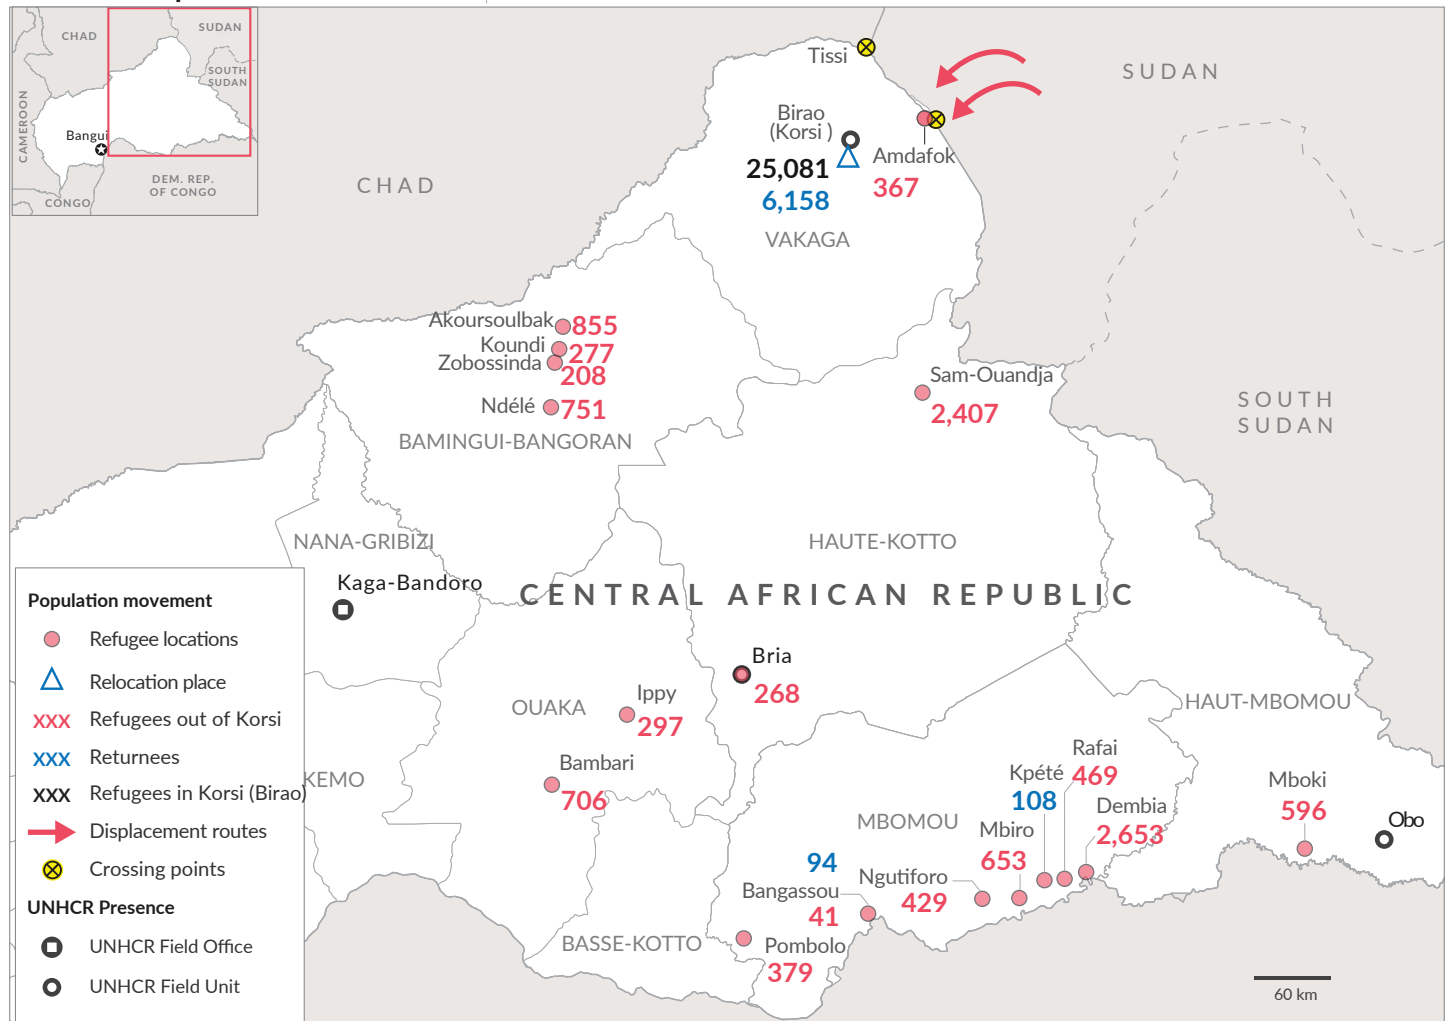 CHAD
SUDAN
SOUTH
SUDAN
CAMEROON
Bangui
DEM. REP.
OF CONGO
CONGO
Tissi
SUDAN
Birao
(Korsi )
25,081
6,158
Amdafok
367
CHAD
VAKAGA
Akoursoulbak 855
Koundi 277
Zobossinda 208
Ndélé 751
BAMINGUI-BANGORAN
Sam-Ouandja
2,407
SOUTH
SUDAN
NANA-GRIBIZI
HAUTE-KOTTO
Kaga-Bandoro
CENTRAL AFRICAN REPUBLIC
Bria
268
Ippy
297
OUAKA
HAUT-MBOMOU
Bambari
706
KEMO
Rafai
469
Kpété
108
Dembia
2,653
Mboki
596
Obo
MBOMOU
Mbiro
653
94
Bangassou
41
Ngutiforo
429
BASSE-KOTTO
Pombolo
379
Population movement
Refugee locations
Relocation place
XXX Refugees out of Korsi
XXX Returnees
XXX Refugees in Korsi (Birao)
Displacement routes
Crossing points
UNHCR Presence
UNHCR Field Office
UNHCR Field Unit
60 km